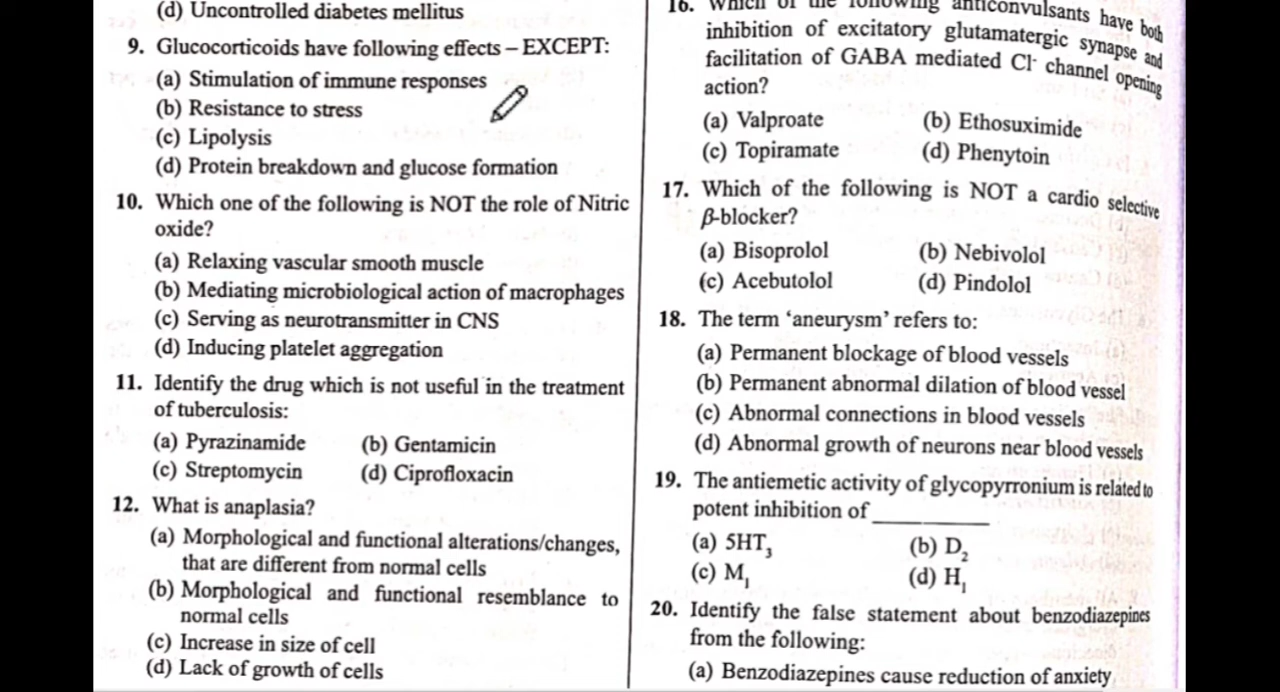 (d) Uncontrolled diabetes mellitus
9. Glucocorticoids have following effects – EXCEPT:
(a) Stimulation of immune responses
(b) Resistance to stress
(c) Lipolysis
(d) Protein breakdown and glucose formation
10. Which one of the following is NOT the role of Nitric
oxide?
(a) Relaxing vascular smooth muscle
(b) Mediating microbiological action of macrophages
(c) Serving as neurotransmitter in CNS
(d) Inducing platelet aggregation
11. Identify the drug which is not useful in the treatment
of tuberculosis:
(a) Pyrazinamide (b) Gentamicin
(c) Streptomycin (d) Ciprofloxacin
12. What is anaplasia?
(a) Morphological and functional alterations/changes,
that are different from normal cells
(b) Morphological and functional resemblance to
normal cells
(c) Increase in size of cell
(d) Lack of growth of cells
16. Which of the following anticonvulsants have both
inhibition of excitatory glutamatergic synapse and
facilitation of GABA mediated Cl- channel opening
action?
(a) Valproate (b) Ethosuximide
(c) Topiramate (d) Phenytoin
17. Which of the following is NOT a cardio selective
β-blocker?
(a) Bisoprolol (b) Nebivolol
(c) Acebutolol (d) Pindolol
18. The term ‘aneurysm’ refers to:
(a) Permanent blockage of blood vessels
(b) Permanent abnormal dilation of blood vessel
(c) Abnormal connections in blood vessels
(d) Abnormal growth of neurons near blood vessels
19. The antiemetic activity of glycopyrronium is related to
potent inhibition of __________
(a) 5HT₃ (b) D₂
(c) M₁ (d) H₁
20. Identify the false statement about benzodiazepines
from the following:
(a) Benzodiazepines cause reduction of anxiety